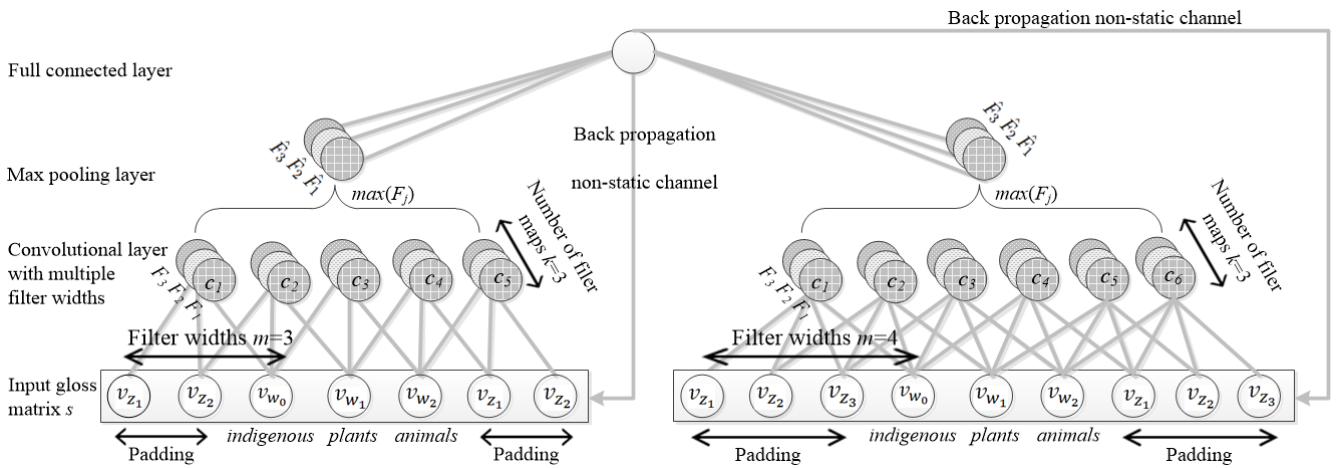 Back propagation non-static channel
Full connected layer
F̂3 F̂2 F̂1
F̂3 F̂2 F̂1
Back propagation
non-static channel
Max pooling layer
max(Fj)
max(Fj)
Number of filer
maps k=3
Number of filer
maps k=3
Convolutional layer
with multiple
filter widths
c1 c2 c3 c4 c5
c1 c2 c3 c4 c5 c6
F3 F2 F1
F3 F2 F1
Filter widths m=3
Filter widths m=4
Input gloss
matrix s
vz1 vz2 vw0 vw1 vw2 vz1 vz2
vz1 vz2 vz3 vw0 vw1 vw2 vz1 vz2 vz3
indigenous plants animals
indigenous plants animals
Padding
Padding
Padding
Padding